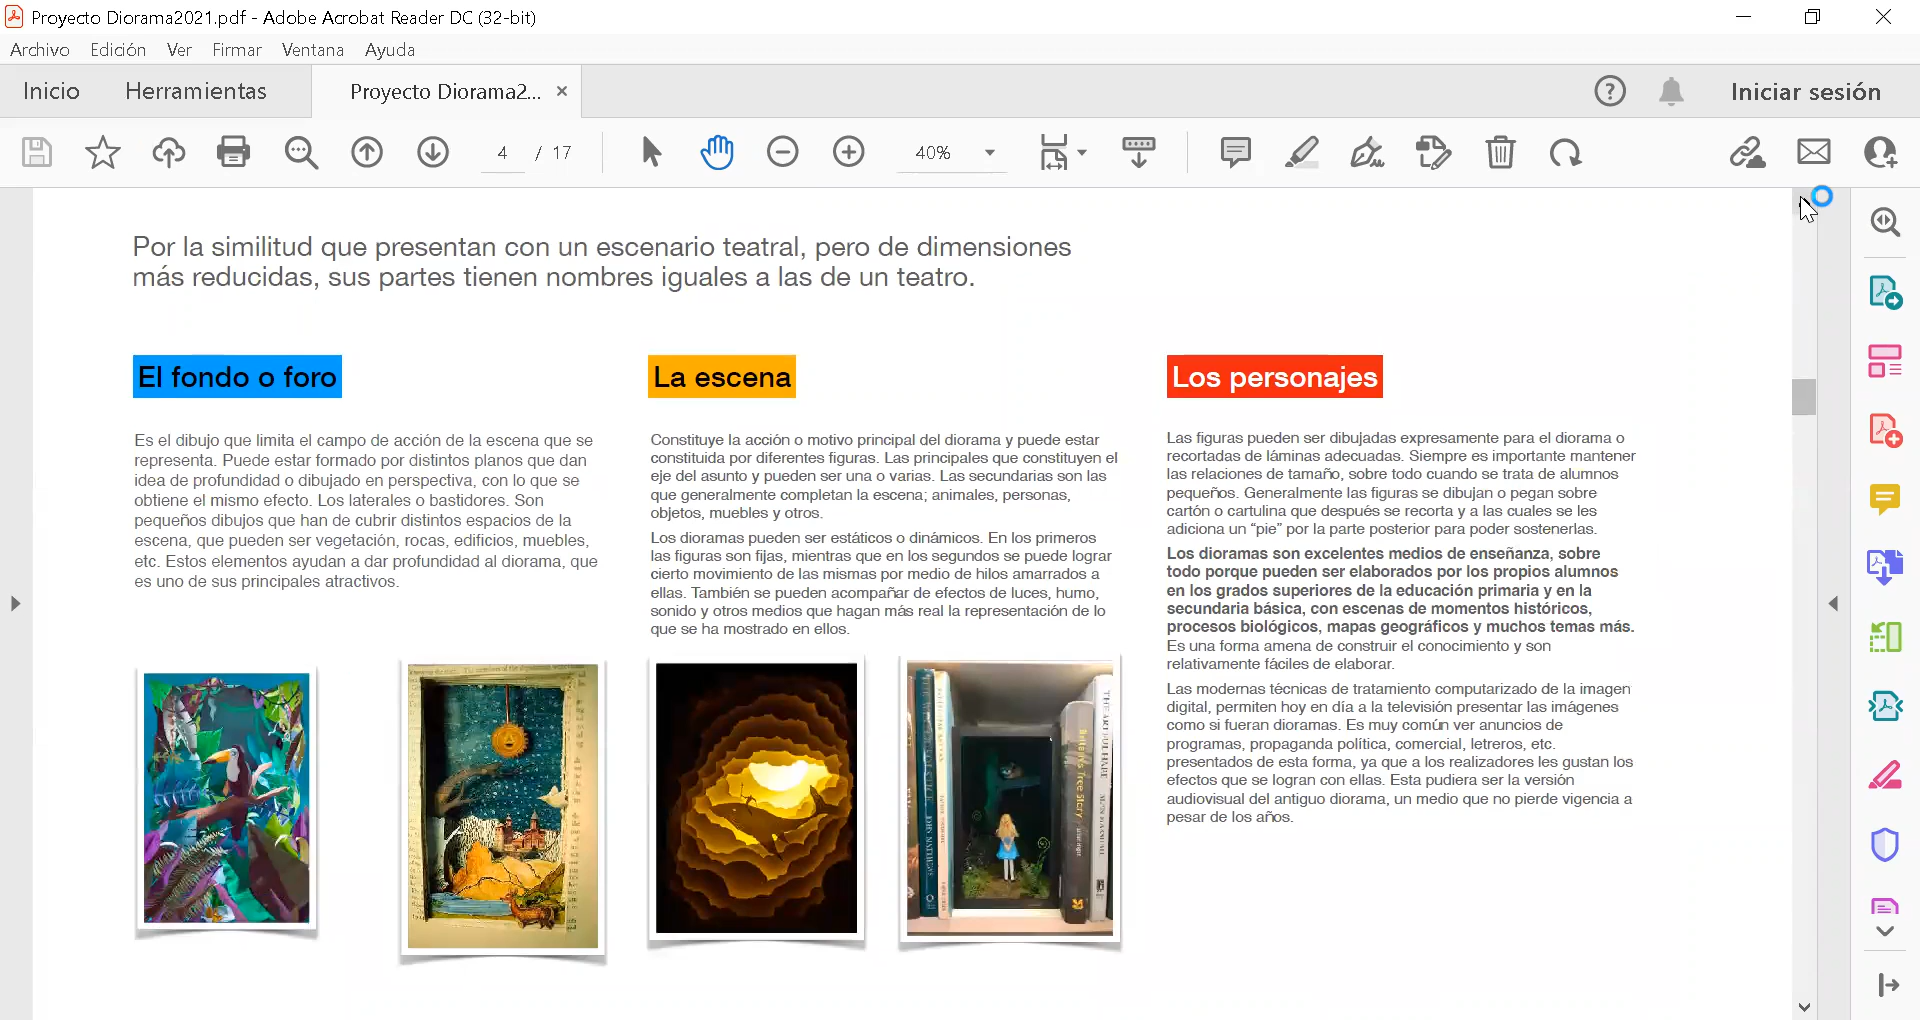 Proyecto Diorama2021.pdf - Adobe Acrobat Reader DC (32-bit)
Archivo Edición Ver Firmar Ventana Ayuda
Inicio Herramientas Proyecto Diorama2... × Iniciar sesión
4 / 17 40%
Por la similitud que presentan con un escenario teatral, pero de dimensiones
más reducidas, sus partes tienen nombres iguales a las de un teatro.
El fondo o foro
Es el dibujo que limita el campo de acción de la escena que se
representa. Puede estar formado por distintos planos que dan
idea de profundidad o dibujado en perspectiva, con lo que se
obtiene el mismo efecto. Los laterales o bastidores. Son
pequeños dibujos que han de cubrir distintos espacios de la
escena, que pueden ser vegetación, rocas, edificios, muebles,
etc. Estos elementos ayudan a dar profundidad al diorama, que
es uno de sus principales atractivos.
La escena
Constituye la acción o motivo principal del diorama y puede estar
constituida por diferentes figuras. Las principales que constituyen el
eje del asunto y pueden ser una o varias. Las secundarias son las
que generalmente completan la escena; animales, personas,
objetos, muebles y otros.
Los dioramas pueden ser estáticos o dinámicos. En los primeros
las figuras son fijas, mientras que en los segundos se puede lograr
cierto movimiento de las mismas por medio de hilos amarrados a
ellas. También se pueden acompañar de efectos de luces, humo,
sonido y otros medios que hagan más real la representación de lo
que se ha mostrado en ellos.
Los personajes
Las figuras pueden ser dibujadas expresamente para el diorama o
recortadas de láminas adecuadas. Siempre es importante mantener
las relaciones de tamaño, sobre todo cuando se trata de alumnos
pequeños. Generalmente las figuras se dibujan o pegan sobre
cartón o cartulina que después se recorta y a las cuales se les
adiciona un “pie” por la parte posterior para poder sostenerlas.
Los dioramas son excelentes medios de enseñanza, sobre
todo porque pueden ser elaborados por los propios alumnos
en los grados superiores de la educación primaria y en la
secundaria básica, con escenas de momentos históricos,
procesos biológicos, mapas geográficos y muchos temas más.
Es una forma amena de construir el conocimiento y son
relativamente fáciles de elaborar.
Las modernas técnicas de tratamiento computarizado de la imagen
digital, permiten hoy en día a la televisión presentar las imágenes
como si fueran dioramas. Es muy común ver anuncios de
programas, propaganda política, comercial, letreros, etc.
presentados de esta forma, ya que a los realizadores les gustan los
efectos que se logran con ellas. Esta pudiera ser la versión
audiovisual del antiguo diorama, un medio que no pierde vigencia a
pesar de los años.